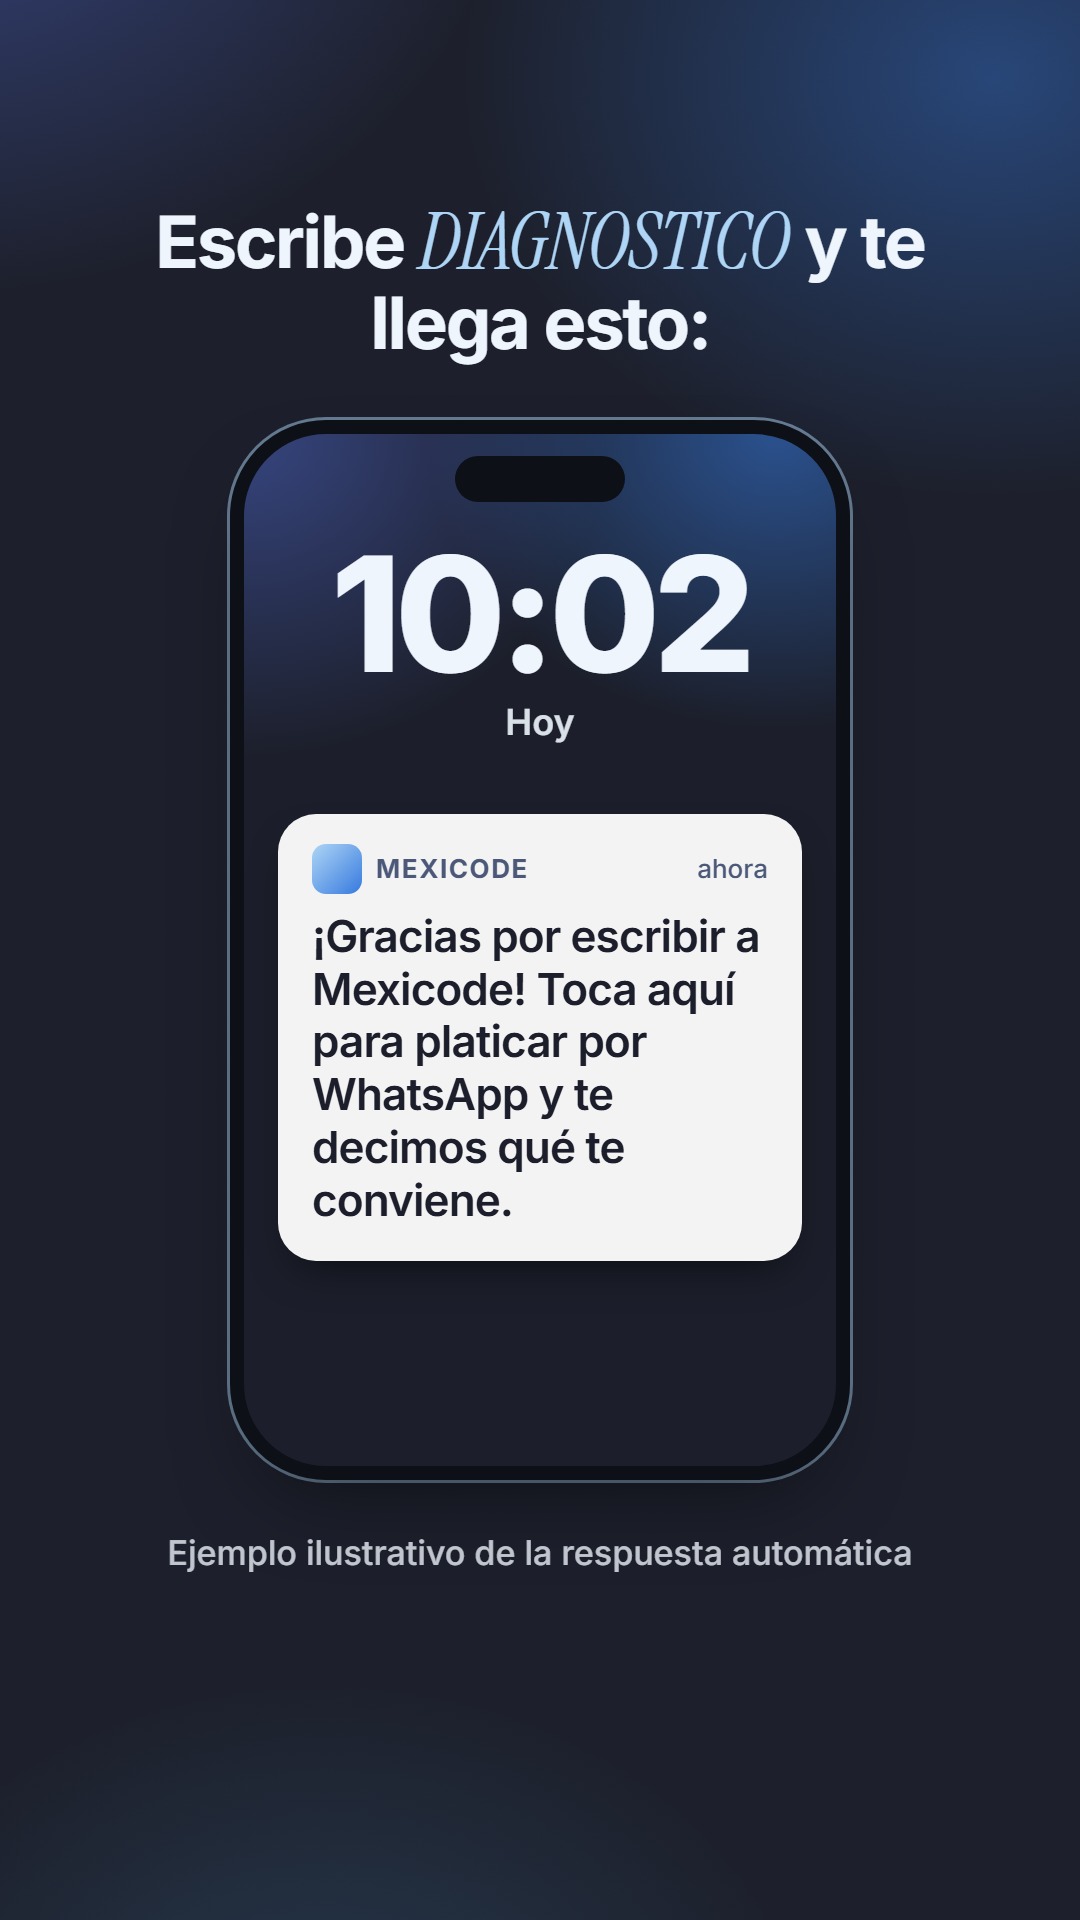 Escribe DIAGNOSTICO y te
llega esto:
10:02
Hoy
MEXICODE ahora
¡Gracias por escribir a
Mexicode! Toca aquí
para platicar por
WhatsApp y te
decimos qué te
conviene.
Ejemplo ilustrativo de la respuesta automática